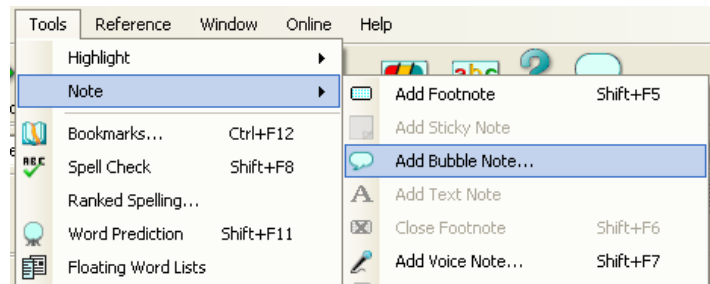 Tools Reference Window Online Help
Highlight
Note
Bookmarks... Ctrl+F12
Spell Check Shift+F8
Ranked Spelling...
Word Prediction Shift+F11
Floating Word Lists
abc
Add Footnote Shift+F5
Add Sticky Note
Add Bubble Note...
Add Text Note
Close Footnote Shift+F6
Add Voice Note... Shift+F7